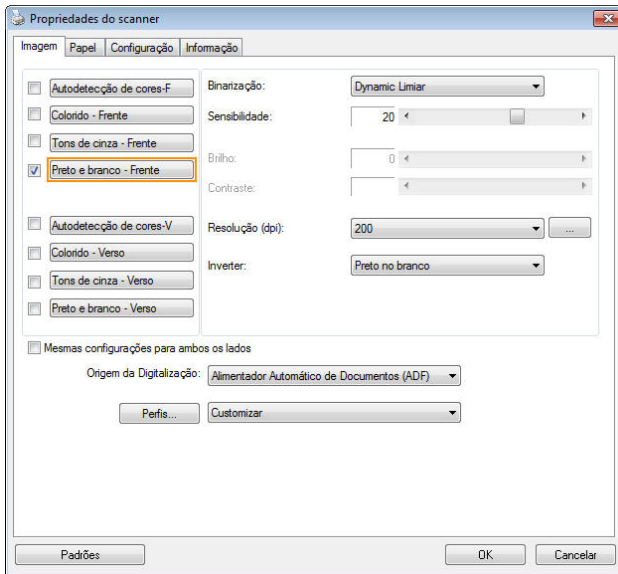 Propriedades do scanner
Imagem Papel Configuração Informação
Autodetecção de cores-F
Colorido - Frente
Tons de cinza - Frente
Preto e branco - Frente
Autodetecção de cores-V
Colorido - Verso
Tons de cinza - Verso
Preto e branco - Verso
Binarização: Dynamic Limiar
Sensibilidade: 20
Brilho: 0
Contraste:
Resolução (dpi): 200 ...
Inverter: Preto no branco
Mesmas configurações para ambos os lados
Origem da Digitalização: Alimentador Automático de Documentos (ADF)
Perfis... Customizar
Padrões OK Cancelar